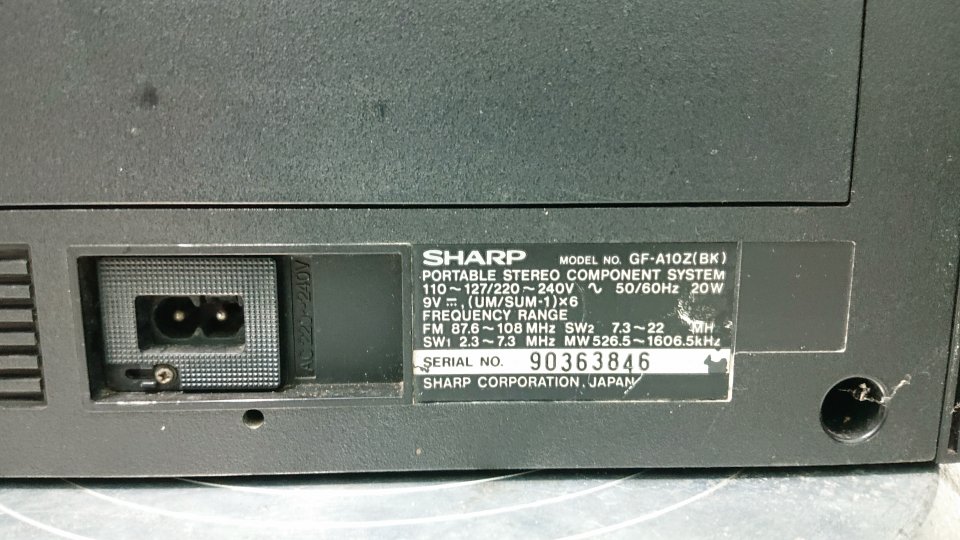 SHARP MODEL NO. GF-A10Z(BK)
PORTABLE STEREO COMPONENT SYSTEM
110～127/220～240V ∿ 50/60Hz 20W
9V ⎓, (UM/SUM-1)×6
FREQUENCY RANGE
FM 87.6～108 MHz SW2 7.3～22 MH
SW1 2.3～7.3 MHz MW 526.5～1606.5kHz
SERIAL NO. 90363846
SHARP CORPORATION, JAPAN
AC 220～240V